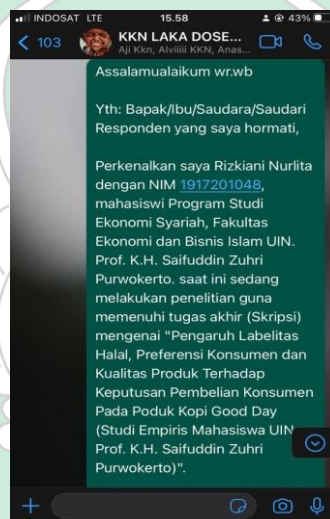 INDOSAT LTE 15.58 43%
103 KKN LAKA DOSE...
Aji Kkn, Alviiiii KKN, Anas...
Assalamualaikum wr.wb
Yth: Bapak/Ibu/Saudara/Saudari
Responden yang saya hormati,
Perkenalkan saya Rizkiani Nurlita
dengan NIM 1917201048,
mahasiswi Program Studi
Ekonomi Syariah, Fakultas
Ekonomi dan Bisnis Islam UIN.
Prof. K.H. Saifuddin Zuhri
Purwokerto. saat ini sedang
melakukan penelitian guna
memenuhi tugas akhir (Skripsi)
mengenai "Pengaruh Labelitas
Halal, Preferensi Konsumen dan
Kualitas Produk Terhadap
Keputusan Pembelian Konsumen
Pada Poduk Kopi Good Day
(Studi Empiris Mahasiswa UIN
Prof. K.H. Saifuddin Zuhri
Purwokerto)".